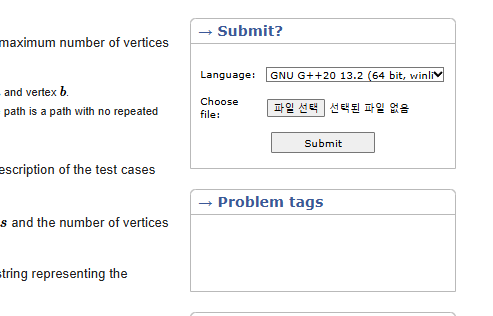 maximum number of vertices
and vertex b.
path is a path with no repeated
escription of the test cases
s and the number of vertices
string representing the
→ Submit?
Language: GNU G++20 13.2 (64 bit, winli
Choose file: 파일 선택 선택된 파일 없음
Submit
→ Problem tags